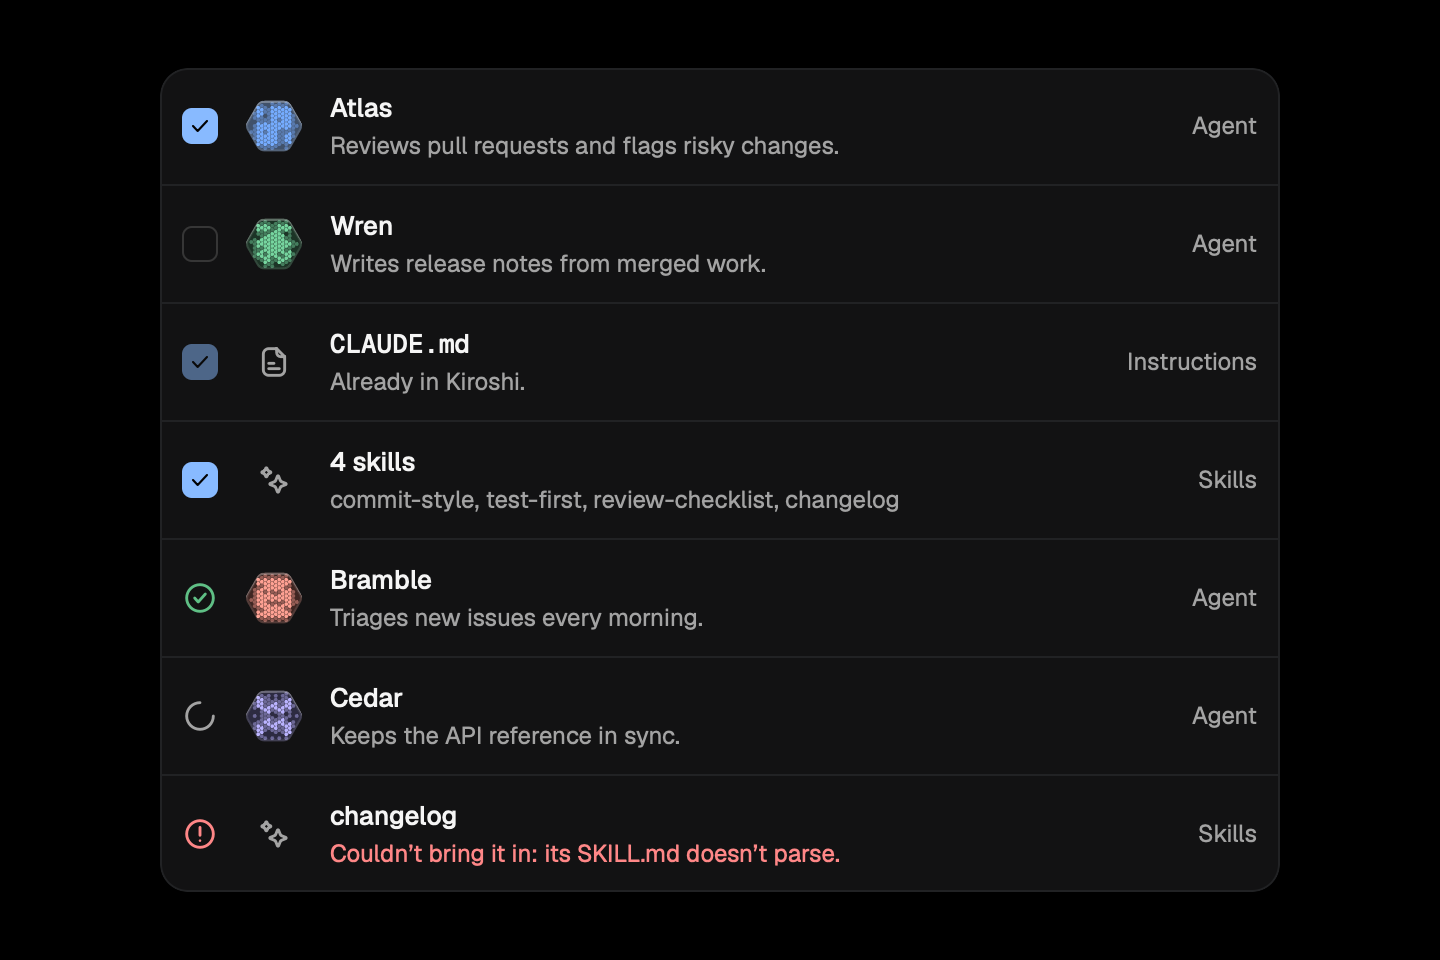 Atlas
Reviews pull requests and flags risky changes.
Agent
Wren
Writes release notes from merged work.
Agent
CLAUDE.md
Already in Kiroshi.
Instructions
4 skills
commit-style, test-first, review-checklist, changelog
Skills
Bramble
Triages new issues every morning.
Agent
Cedar
Keeps the API reference in sync.
Agent
changelog
Couldn’t bring it in: its SKILL.md doesn’t parse.
Skills